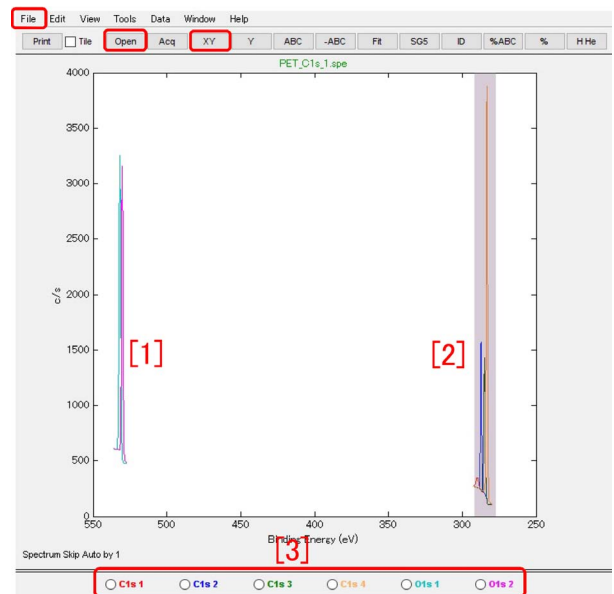 File Edit View Tools Data Window Help
Print Tile Open Acq XY Y ABC -ABC Fit SG5 ID %ABC % H He
PET_C1s_1.spe
4000
3500
3000
2500
2000
1500
1000
500
0
c/s
[1]
[2]
550 500 450 400 350 300 250
Binding Energy (eV)
[3]
Spectrum Skip Auto by 1
C1s 1 C1s 2 C1s 3 C1s 4 O1s 1 O1s 2